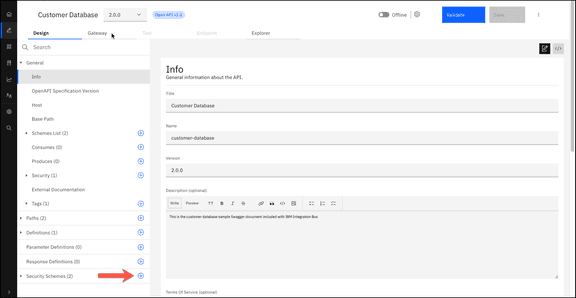 Customer Database
2.0.0
Open API v2.0
Offline
Validate
Save
Design
Gateway
Test
Endpoint
Explorer
Search
General
Info
OpenAPI Specification Version
Host
Base Path
Schemes List (2)
Consumes (0)
Produces (0)
Security (1)
External Documentation
Tags (1)
Paths (2)
Definitions (1)
Parameter Definitions (0)
Response Definitions (0)
Security Schemes (2)
Info
General information about the API.
Title
Customer Database
Name
customer-database
Version
2.0.0
Description (optional)
Write
Preview
This is the customer database sample Swagger document included with IBM Integration Bus
Terms Of Service (optional)